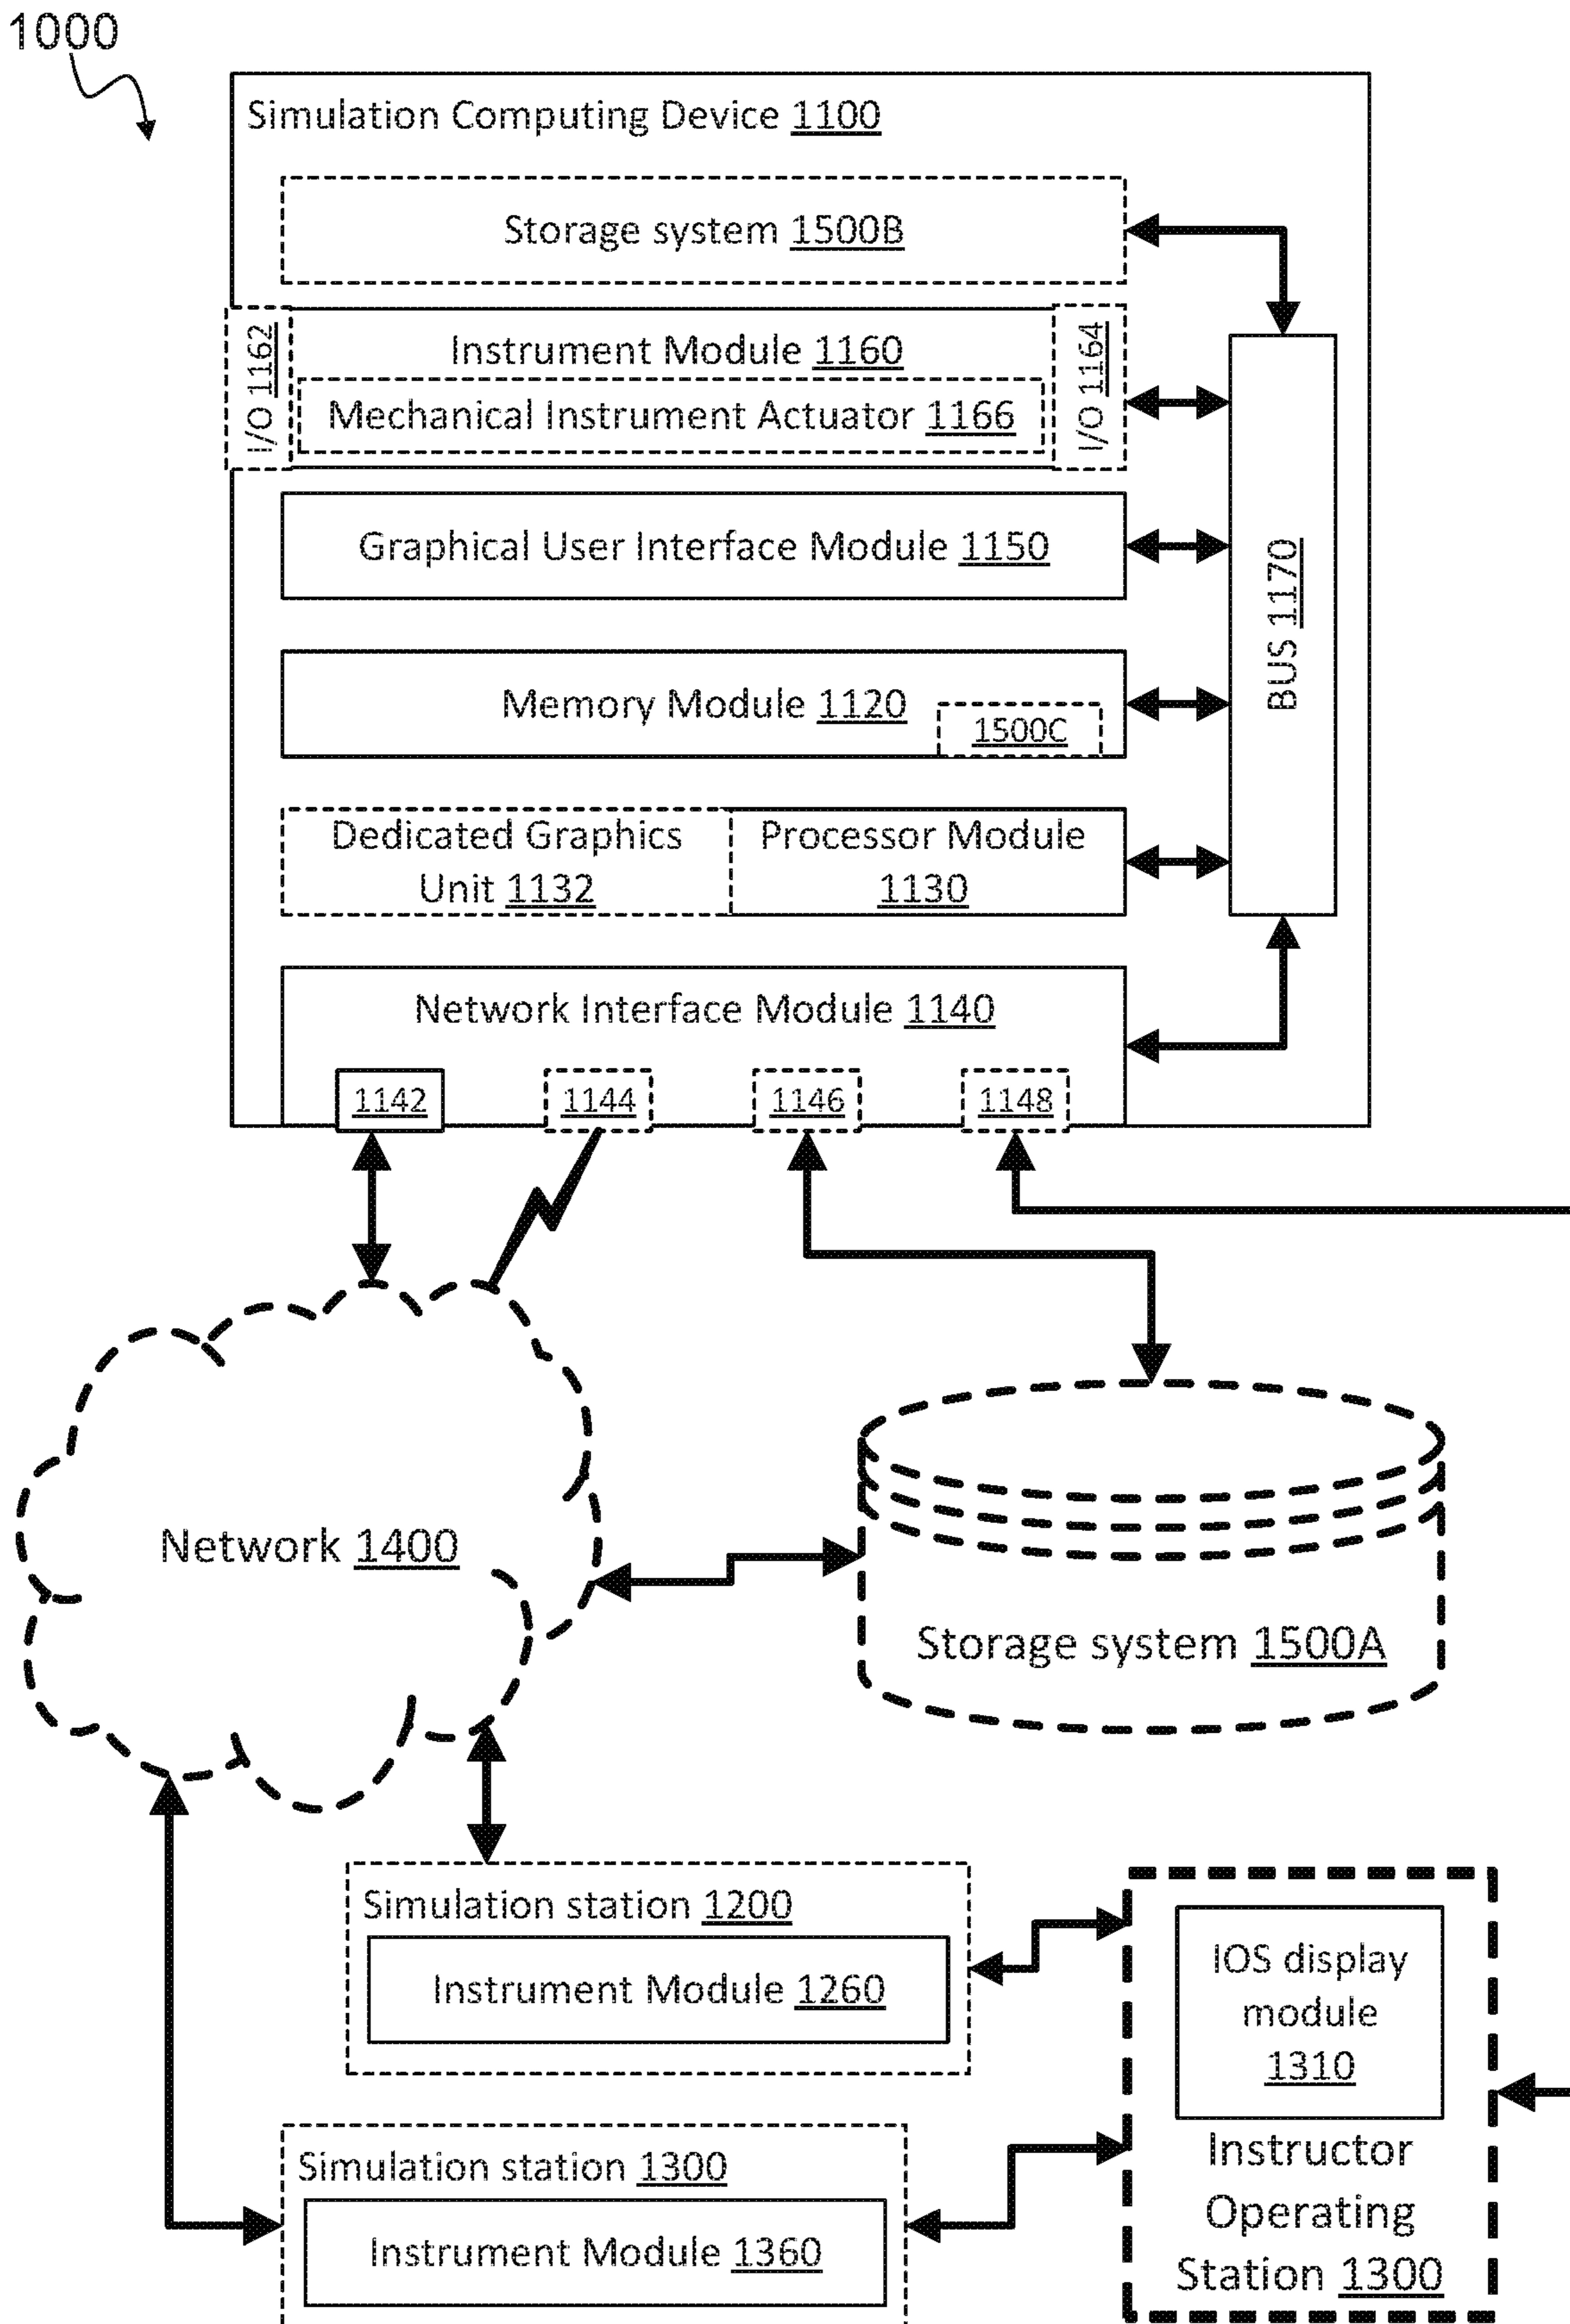 1000
Simulation Computing Device 1100
Storage system 1500B
I/O 1162
Instrument Module 1160
I/O 1164
Mechanical Instrument Actuator 1166
Graphical User Interface Module 1150
BUS 1170
Memory Module 1120
1500C
Dedicated Graphics
Unit 1132
Processor Module
1130
Network Interface Module 1140
1142
1144
1146
1148
Network 1400
Storage system 1500A
Simulation station 1200
Instrument Module 1260
IOS display
module
1310
Instructor
Operating
Station 1300
Simulation station 1300
Instrument Module 1360